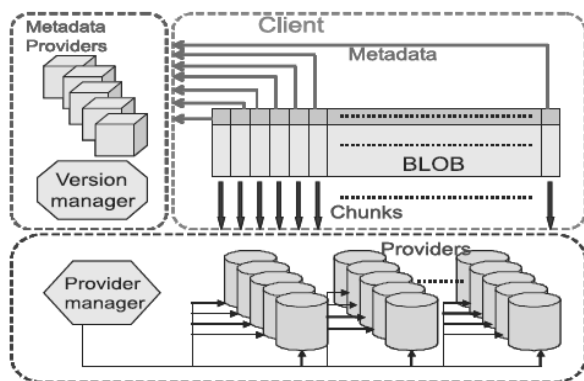 Metadata
Providers
Client
Metadata
BLOB
Version
manager
Chunks
Providers
Provider
manager